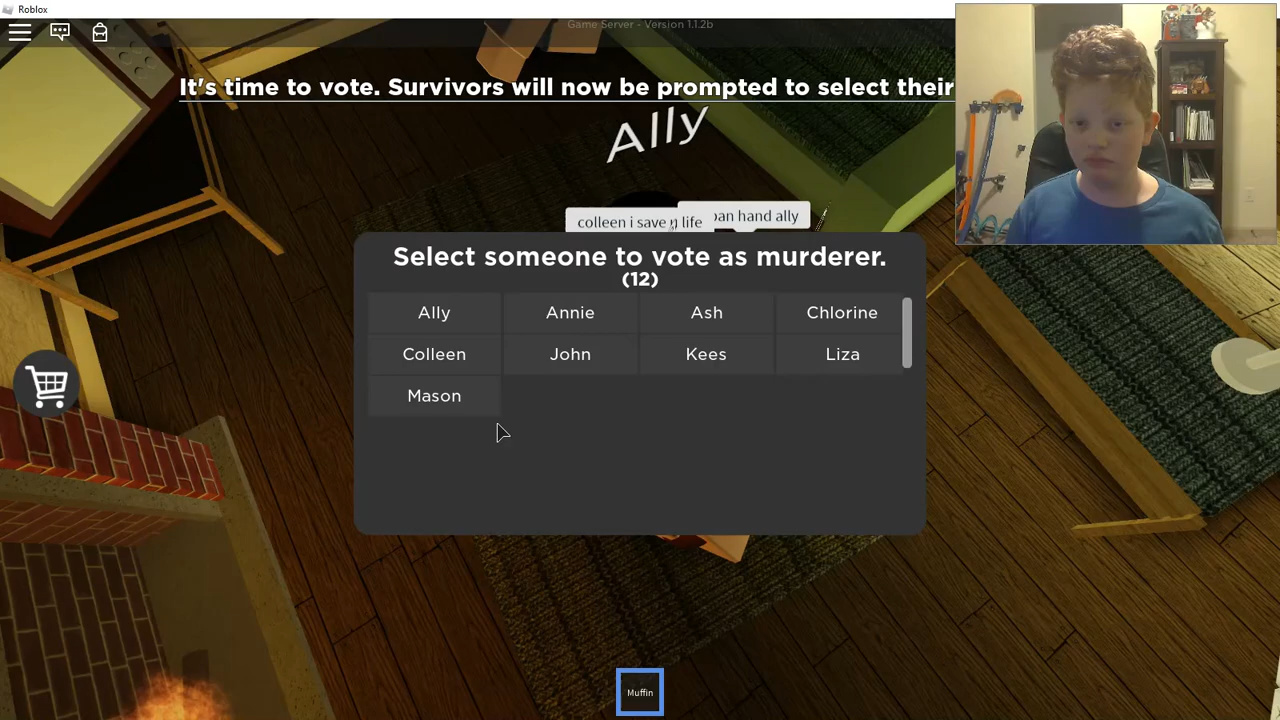 Roblox
Game Server - Version 1.1.2b
It's time to vote. Survivors will now be prompted to select their
Ally
colleen i save life
hand ally
Select someone to vote as murderer.
(12)
Ally Annie Ash Chlorine
Colleen John Kees Liza
Mason
Muffin